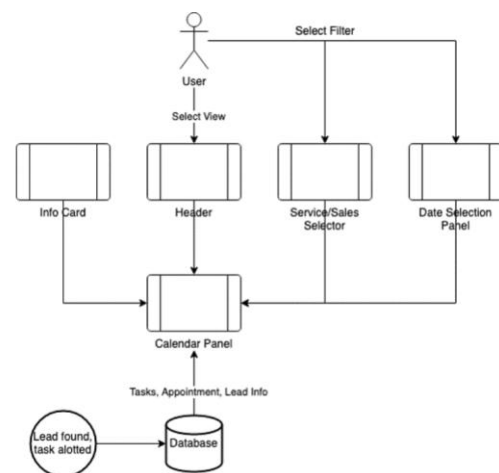 Select Filter
User
Select View
Info Card
Header
Service/Sales
Selector
Date Selection
Panel
Calendar Panel
Tasks, Appointment, Lead Info
Lead found,
task alotted
Database